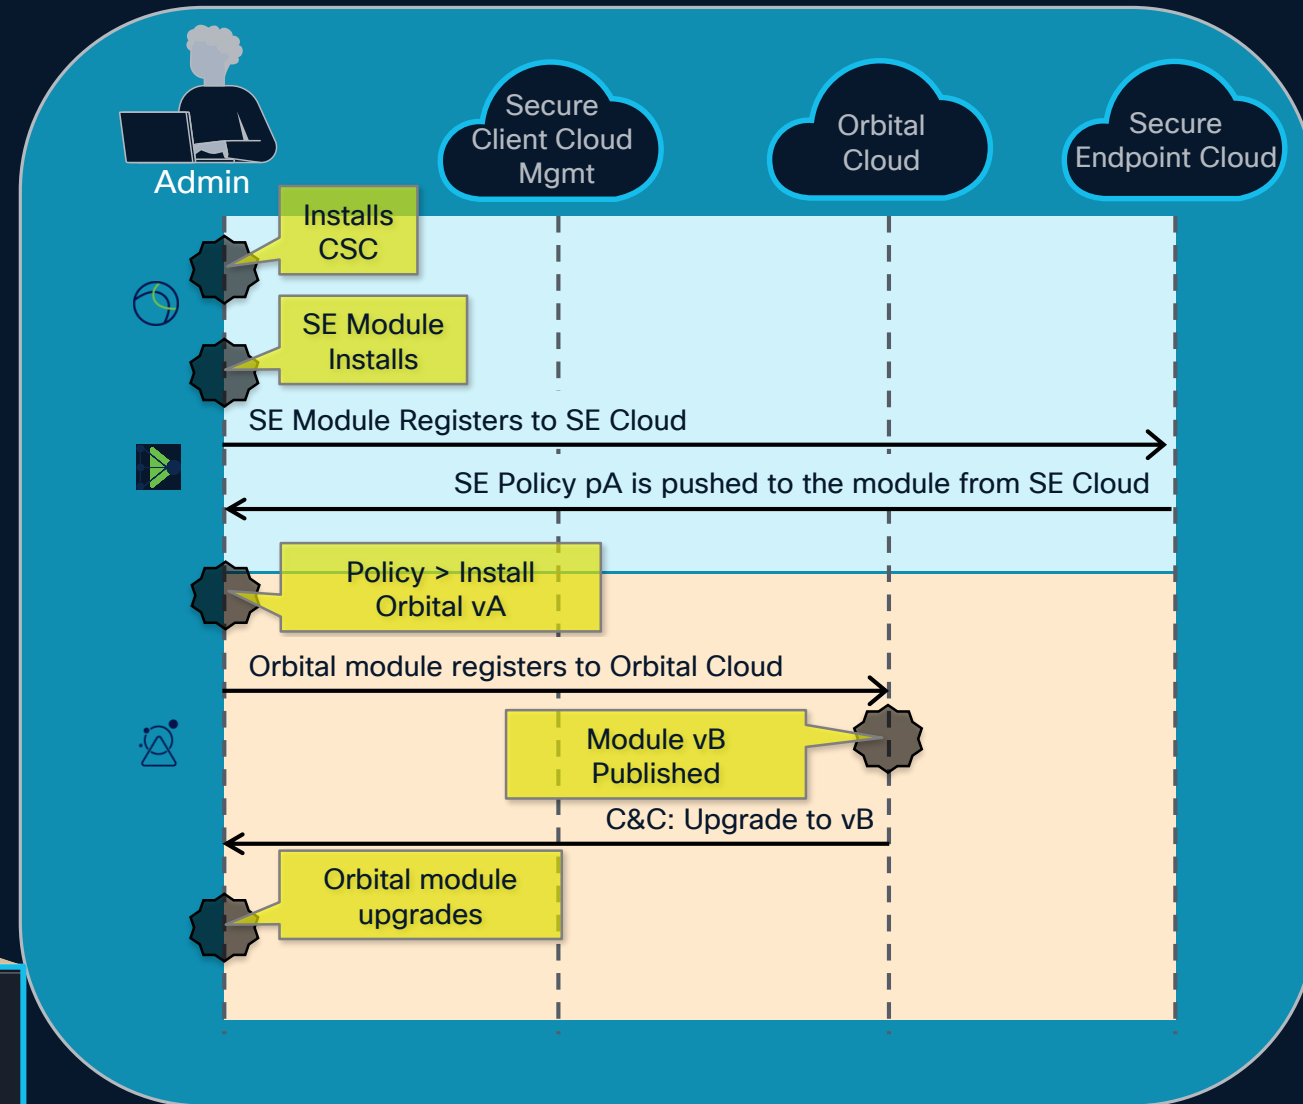 Admin
Secure
Client Cloud
Mgmt
Orbital
Cloud
Secure
Endpoint Cloud
Installs
CSC
SE Module
Installs
SE Module Registers to SE Cloud
SE Policy pA is pushed to the module from SE Cloud
Policy > Install
Orbital vA
Orbital module registers to Orbital Cloud
Module vB
Published
C&C: Upgrade to vB
Orbital module
upgrades